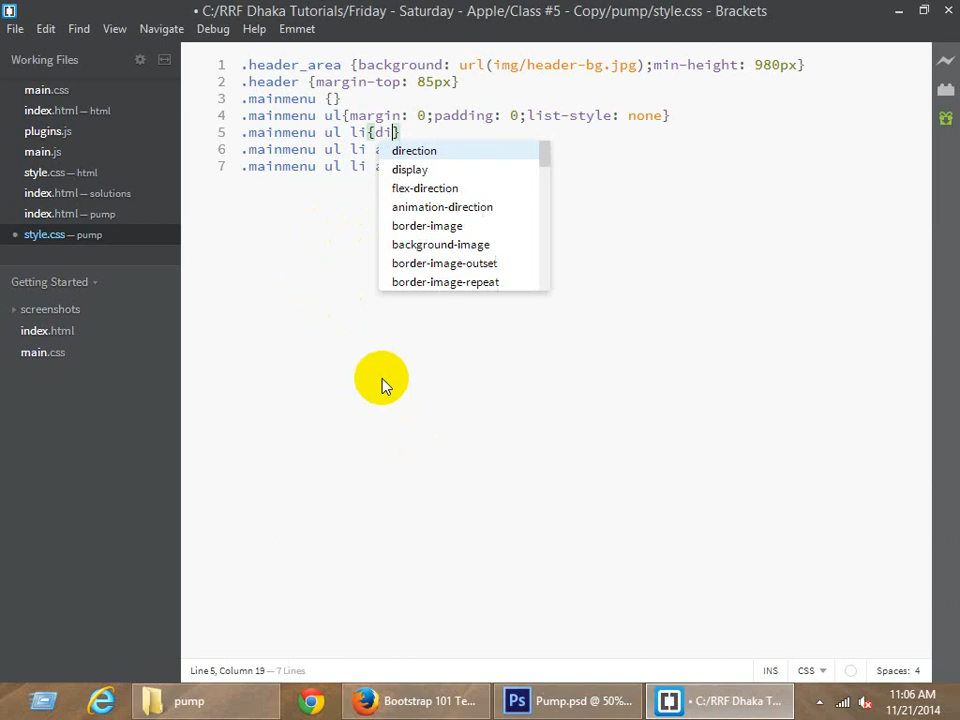 • C:/RRF Dhaka Tutorials/Friday - Saturday - Apple/Class #5 - Copy/pump/style.css - Brackets
File Edit Find View Navigate Debug Help Emmet
Working Files
main.css
index.html — html
plugins.js
main.js
style.css — html
index.html — solutions
index.html — pump
• style.css — pump
Getting Started
screenshots
index.html
main.css
1 .header_area {background: url(img/header-bg.jpg);min-height: 980px}
2 .header {margin-top: 85px}
3 .mainmenu {}
4 .mainmenu ul{margin: 0;padding: 0;list-style: none}
5 .mainmenu ul li{di}
6 .mainmenu ul li a
7 .mainmenu ul li a
direction
display
flex-direction
animation-direction
border-image
background-image
border-image-outset
border-image-repeat
Line 5, Column 19 — 7 Lines
INS CSS Spaces: 4
pump
Bootstrap 101 Te...
Ps Pump.psd @ 50%...
• C:/RRF Dhaka T...
11:06 AM
11/21/2014